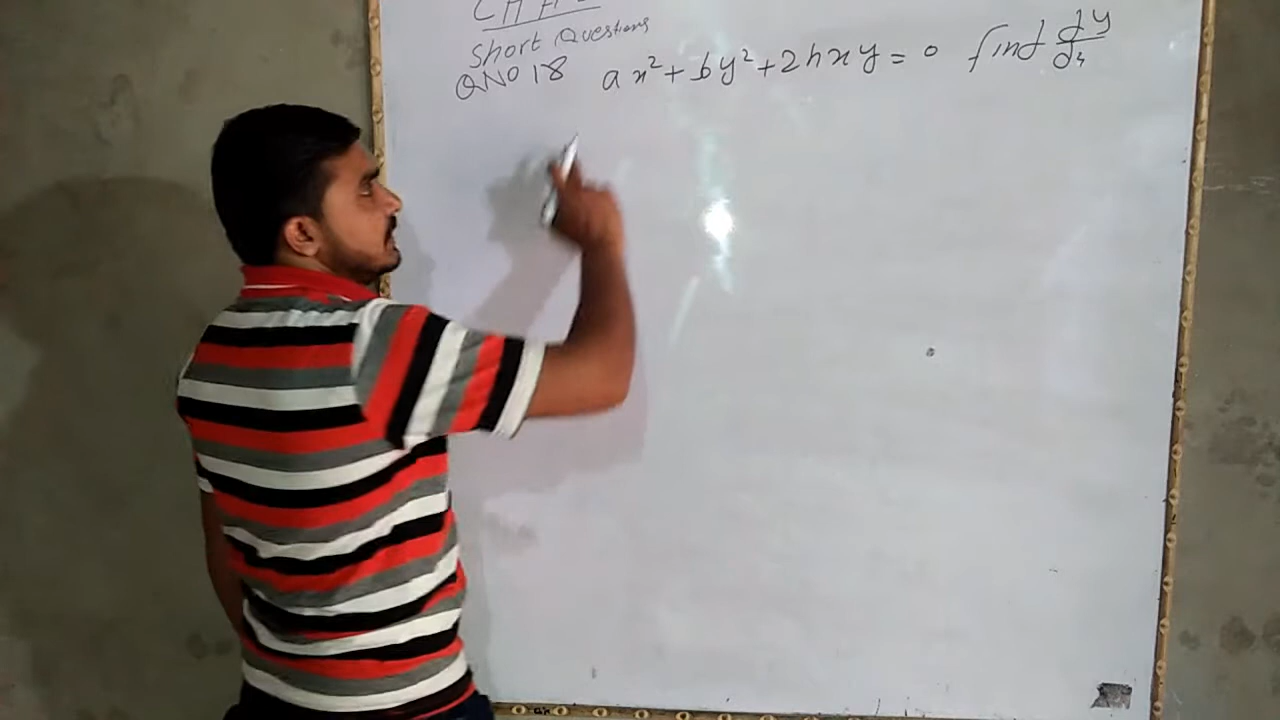 Short Questions
QNO 18 ax²+by²+2hxy=0 find dy/dx